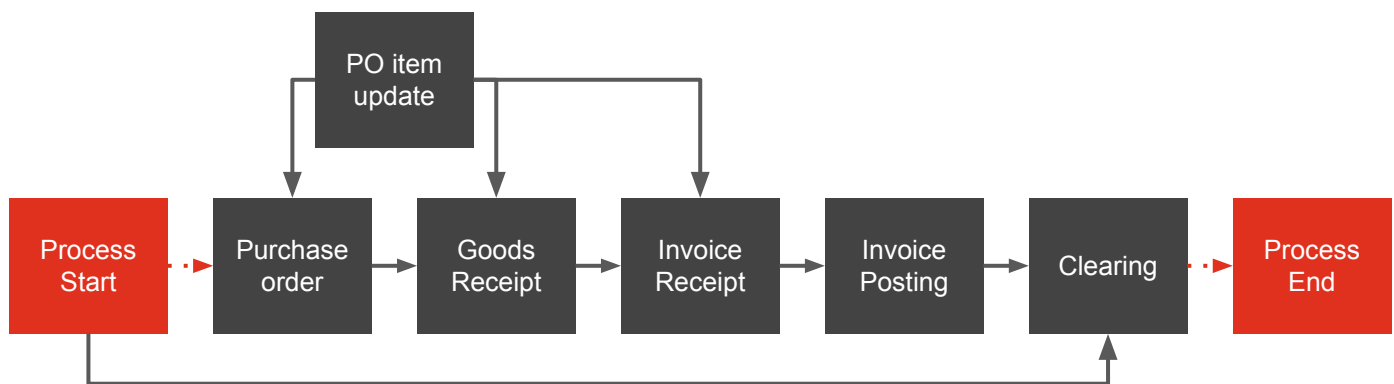 PO item
update
Process
Start
Purchase
order
Goods
Receipt
Invoice
Receipt
Invoice
Posting
Clearing
Process
End